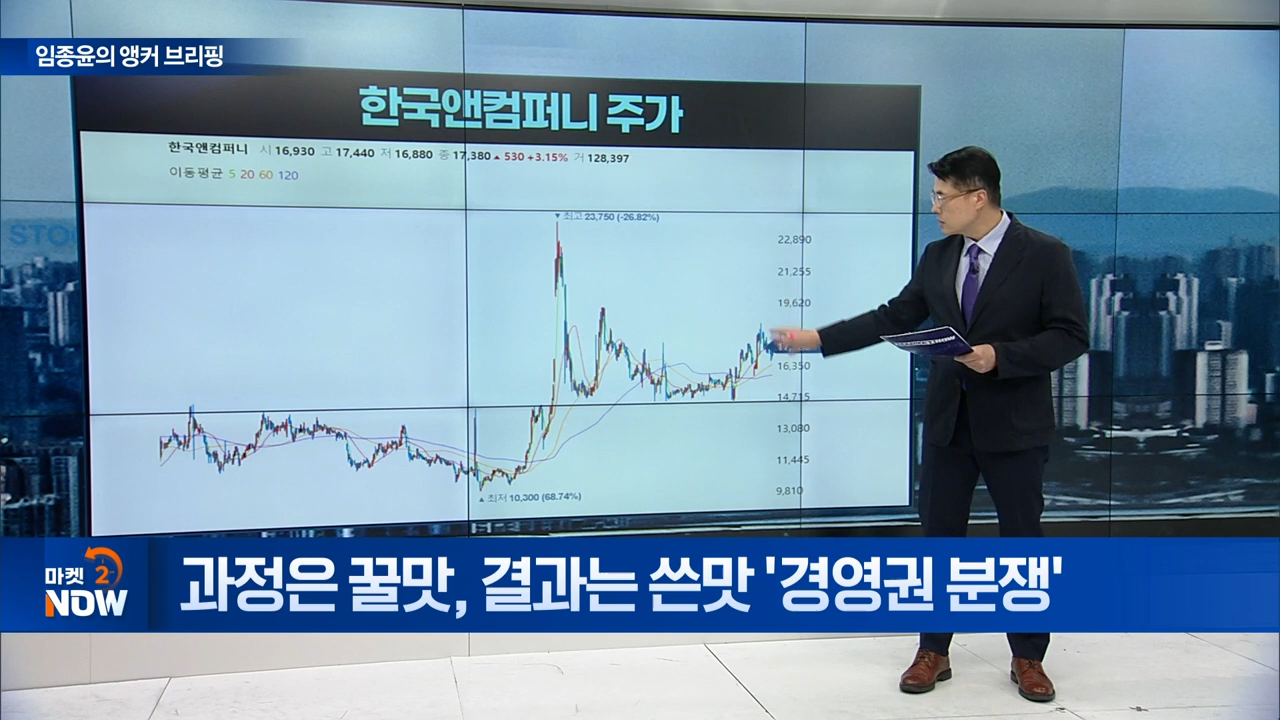 임종윤의 앵커 브리핑
한국앤컴퍼니 주가
한국앤컴퍼니 시 16,930 고 17,440 저 16,880 종 17,380 ▲ 530 +3.15% 거 128,397
이동평균 5 20 60 120
▼ 최고 23,750 (-26.82%)
22,890
21,255
19,620
16,350
14,715
13,080
11,445
9,810
▲ 최저 10,300 (68.74%)
마켓 2
NOW
과정은 꿀맛, 결과는 쓴맛 '경영권 분쟁'